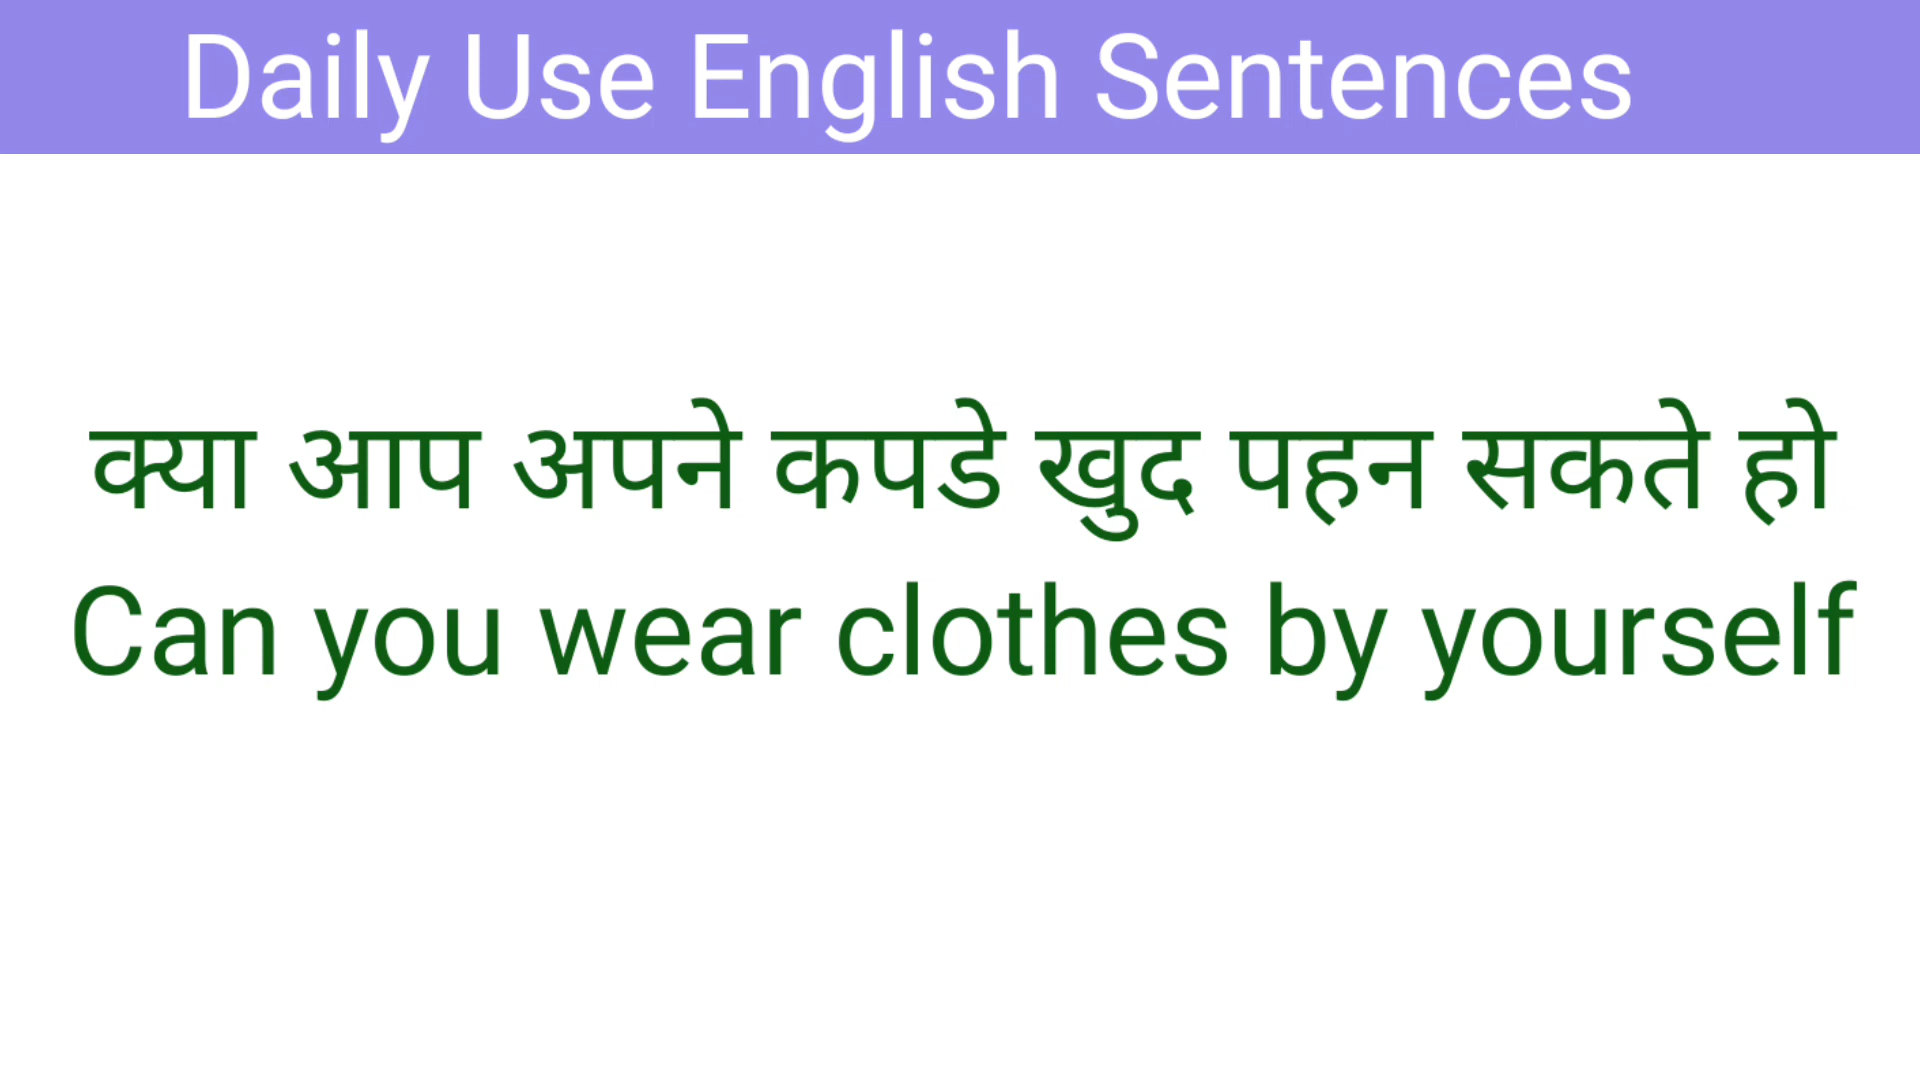 Daily Use English Sentences
क्या आप अपने कपडे खुद पहन सकते हो
Can you wear clothes by yourself